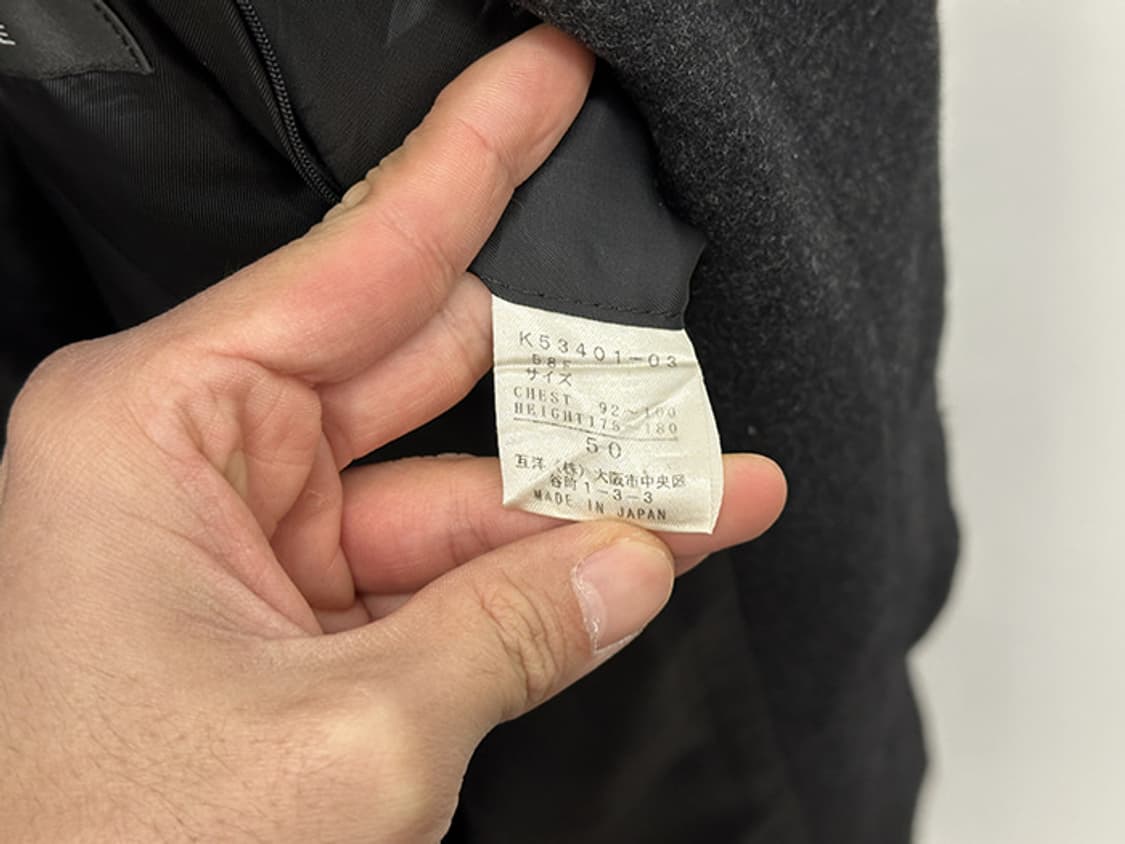 E
K53401-03
サイズ
CHEST 92~100
HEIGHT175~180
50
互洋（株）大阪市中央区
谷町1-3-3
MADE IN JAPAN